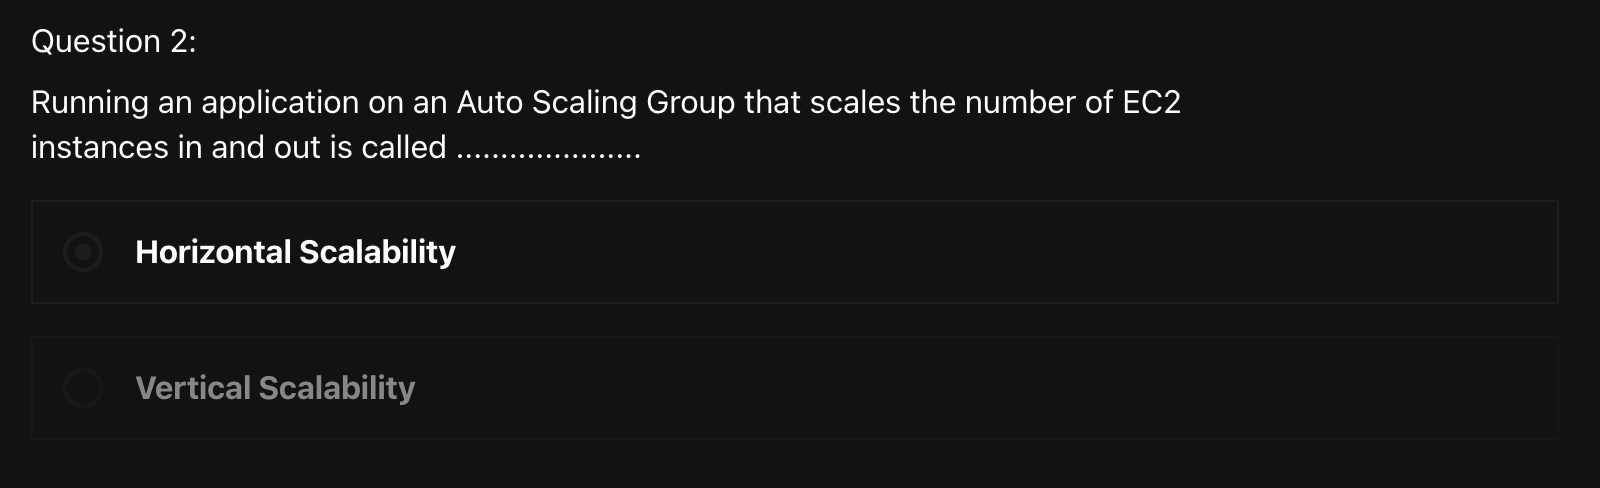 Question 2:
Running an application on an Auto Scaling Group that scales the number of EC2
instances in and out is called .....................
Horizontal Scalability
Vertical Scalability